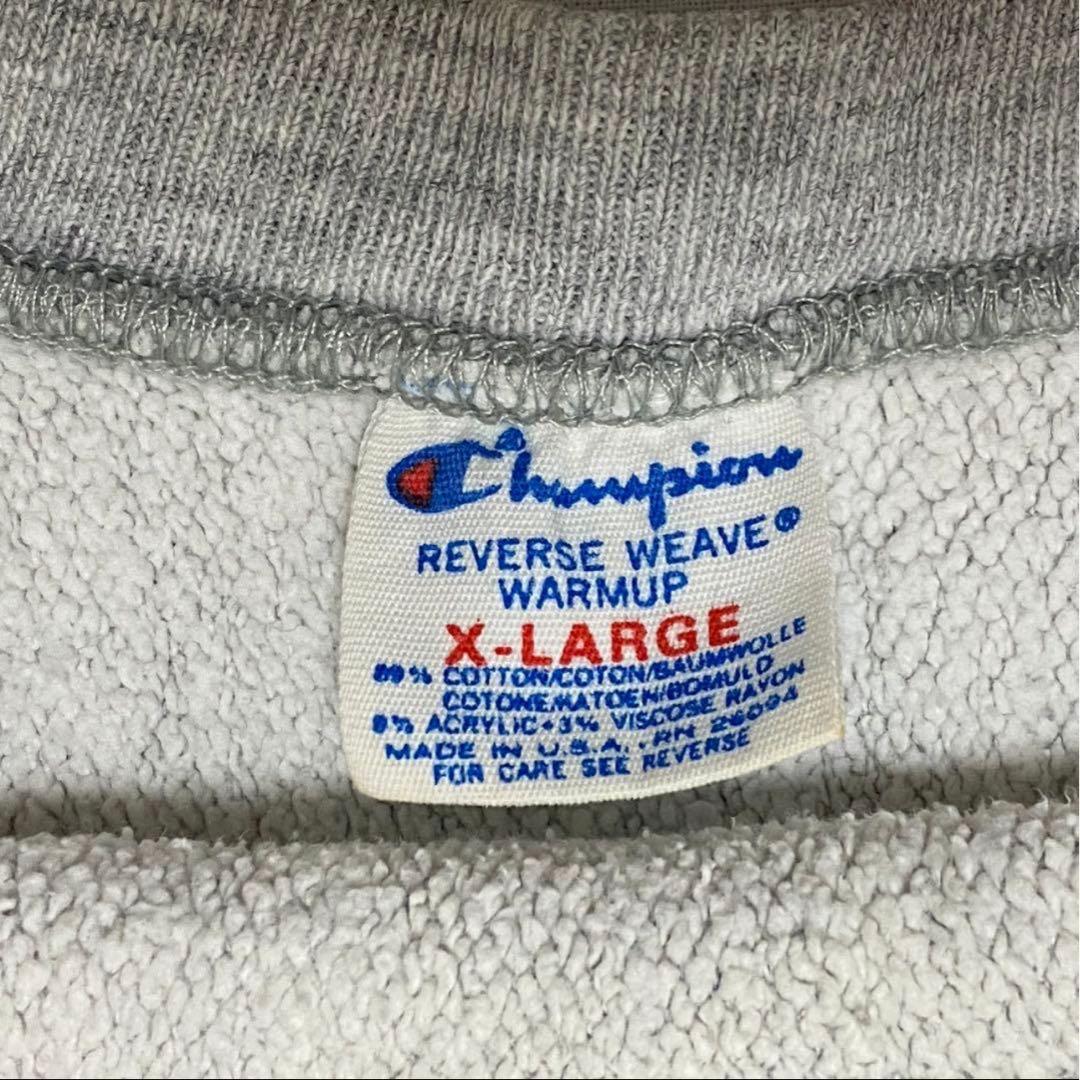 Champion®
REVERSE WEAVE®
WARMUP
X-LARGE
89% COTTON/COTON/BAUMWOLLE
COTONE/KATOEN/BOMULD
8% ACRYLIC • 3% VISCOSE RAYON
MADE IN U.S.A. • RN 26094
FOR CARE SEE REVERSE